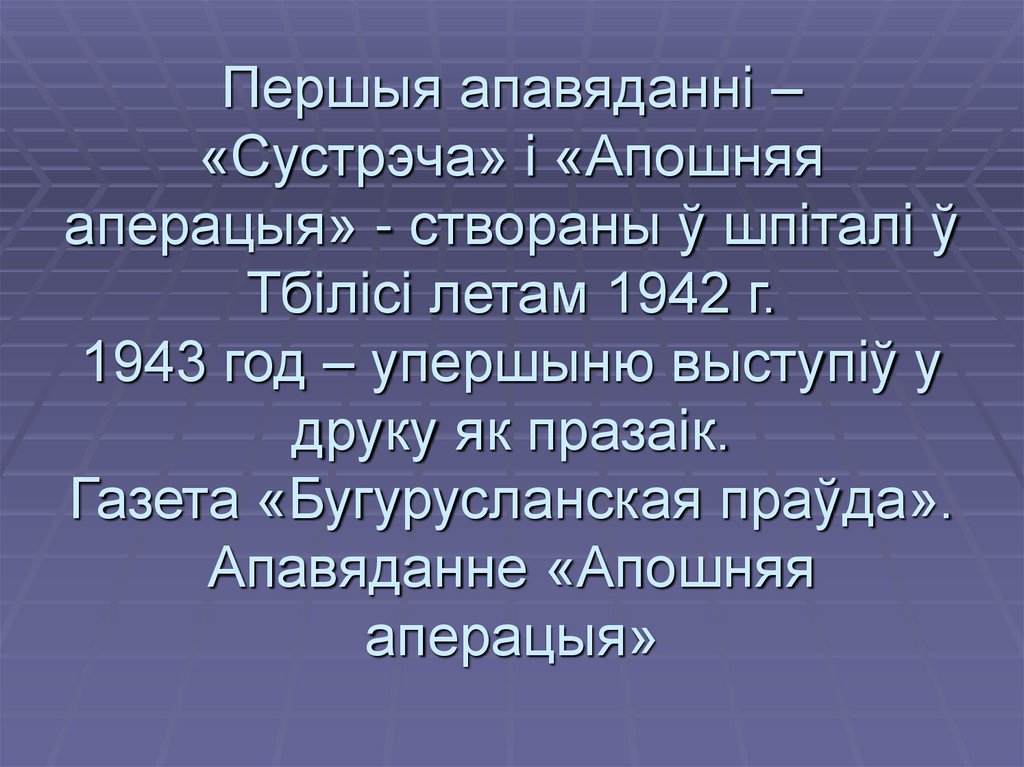 Першыя апавяданні –
«Сустрэча» і «Апошняя
аперацыя» - створаны ў шпіталі ў
Тбілісі летам 1942 г.
1943 год – упершыню выступіў у
друку як празаік.
Газета «Бугурусланская праўда».
Апавяданне «Апошняя
аперацыя»